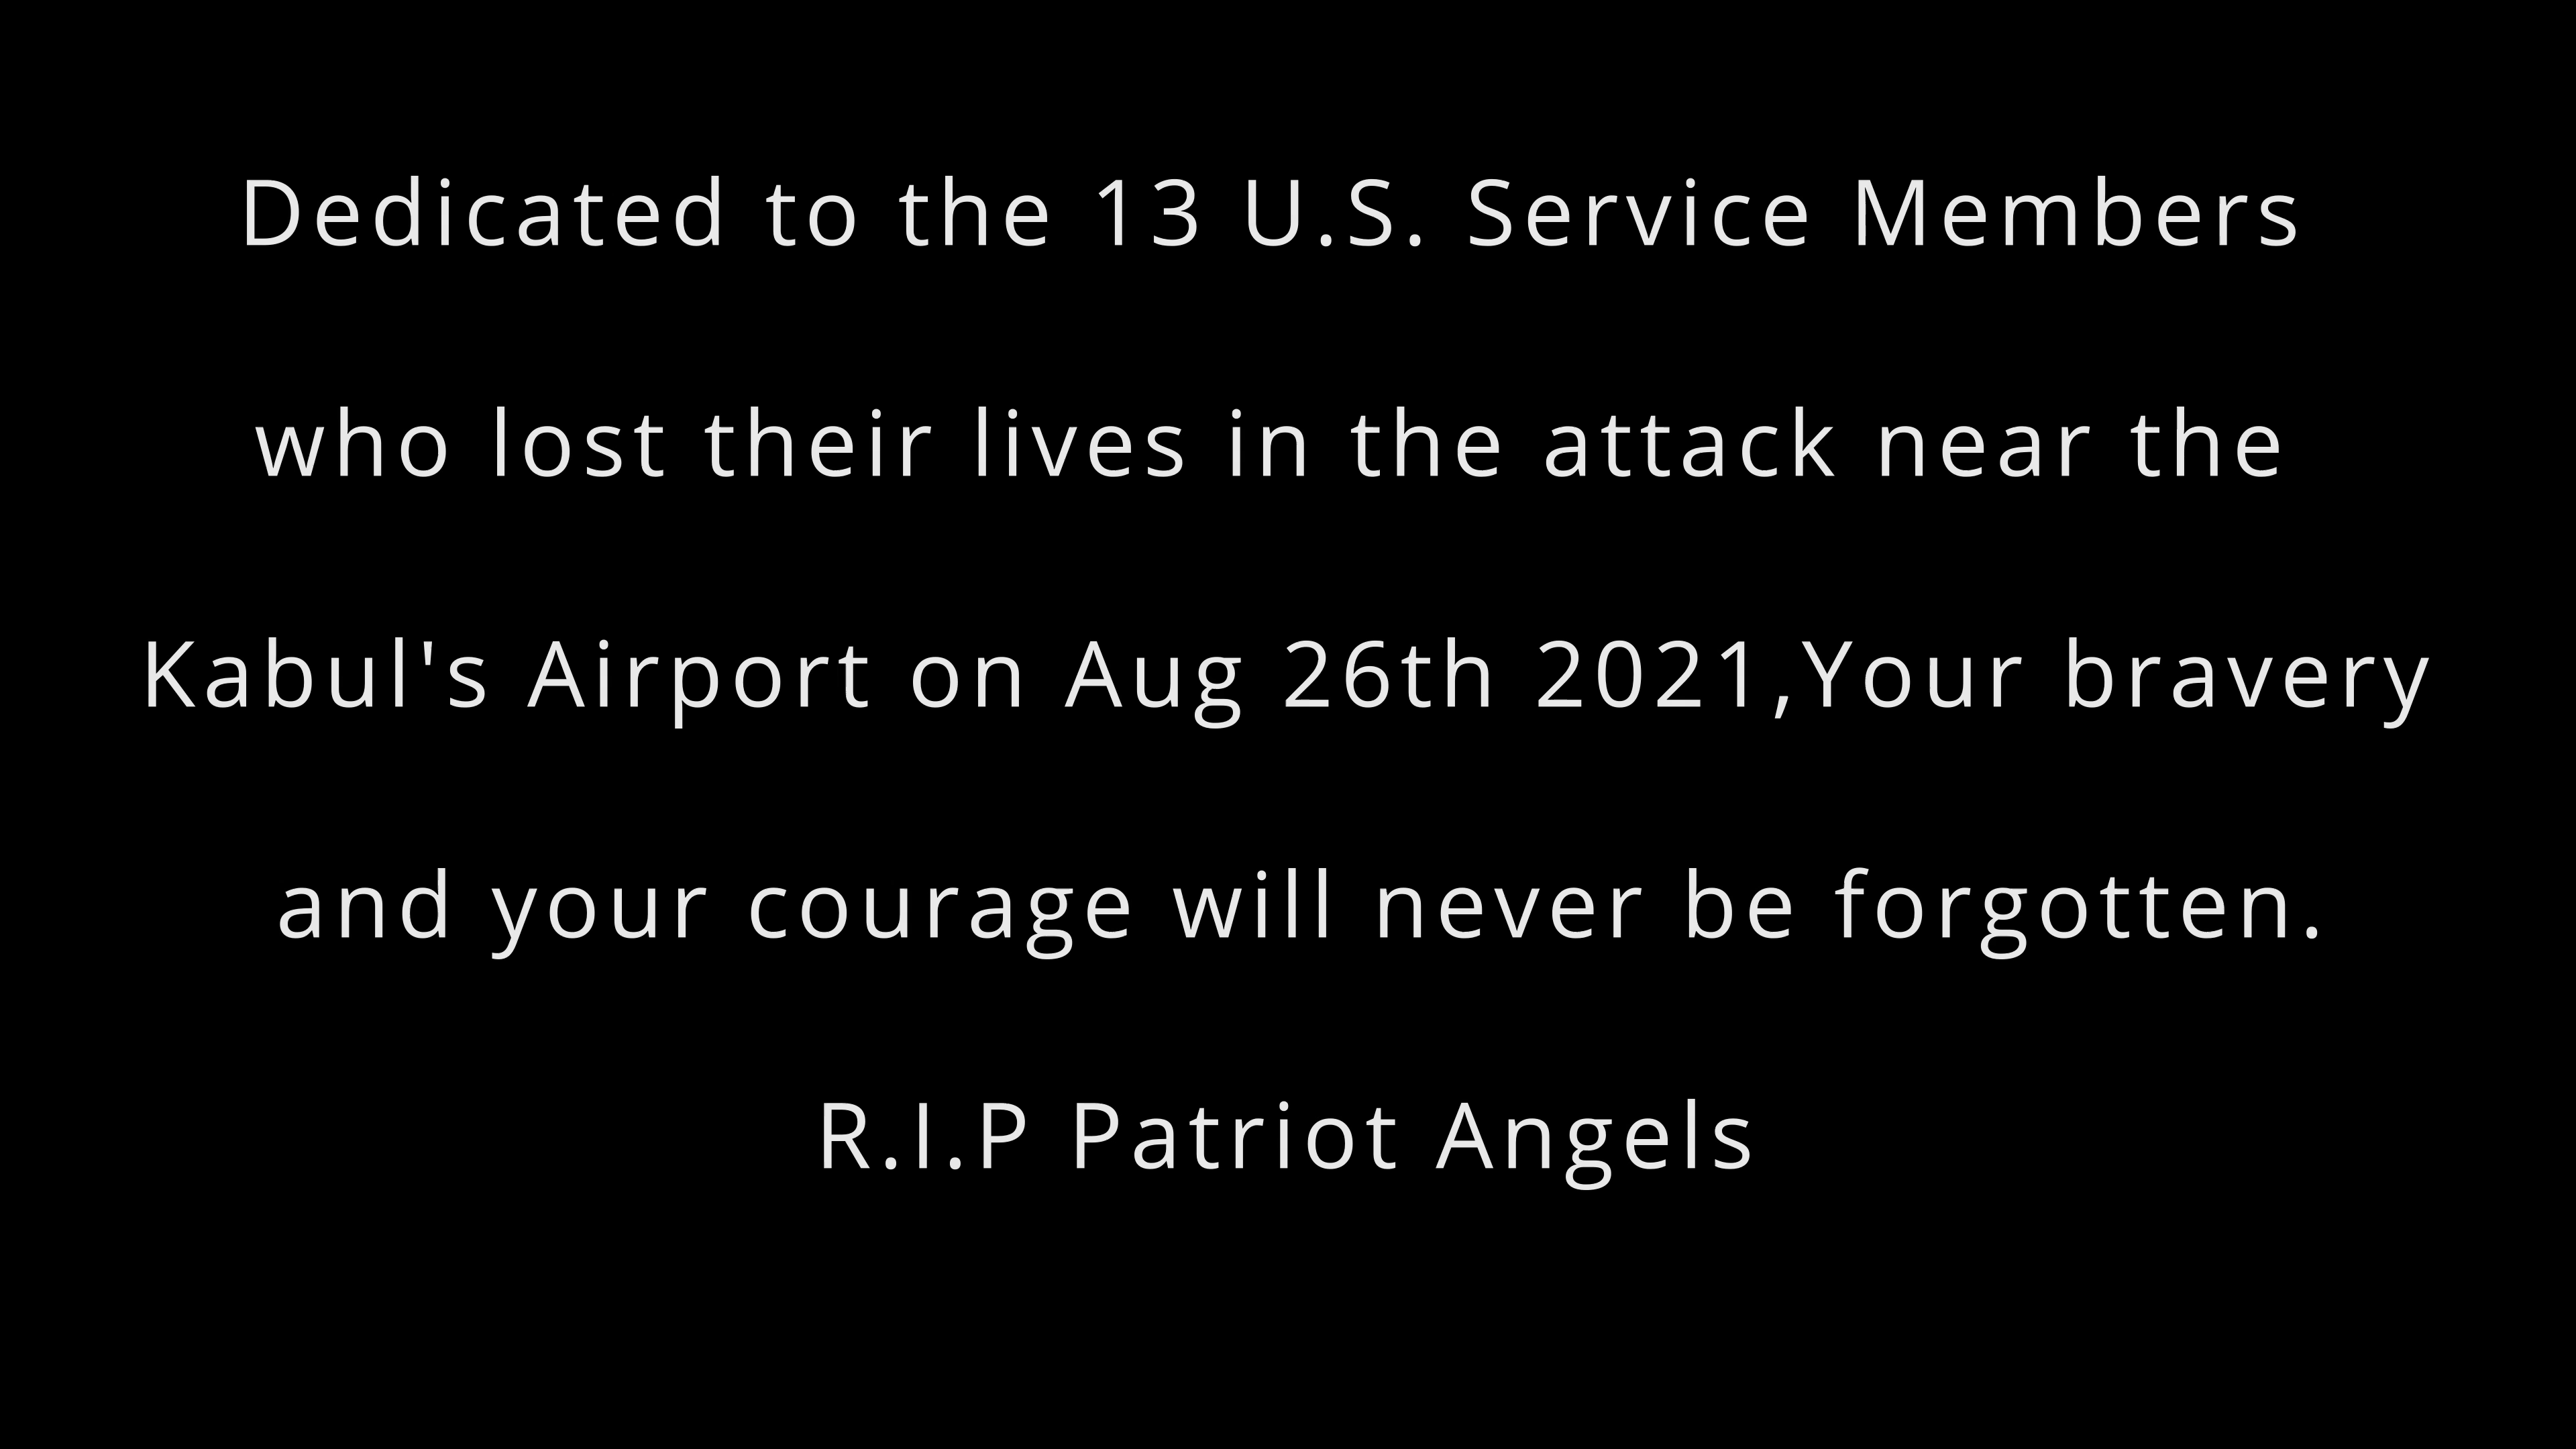 Dedicated to the 13 U.S. Service Members
who lost their lives in the attack near the
Kabul's Airport on Aug 26th 2021,Your bravery
and your courage will never be forgotten.
R.I.P Patriot Angels